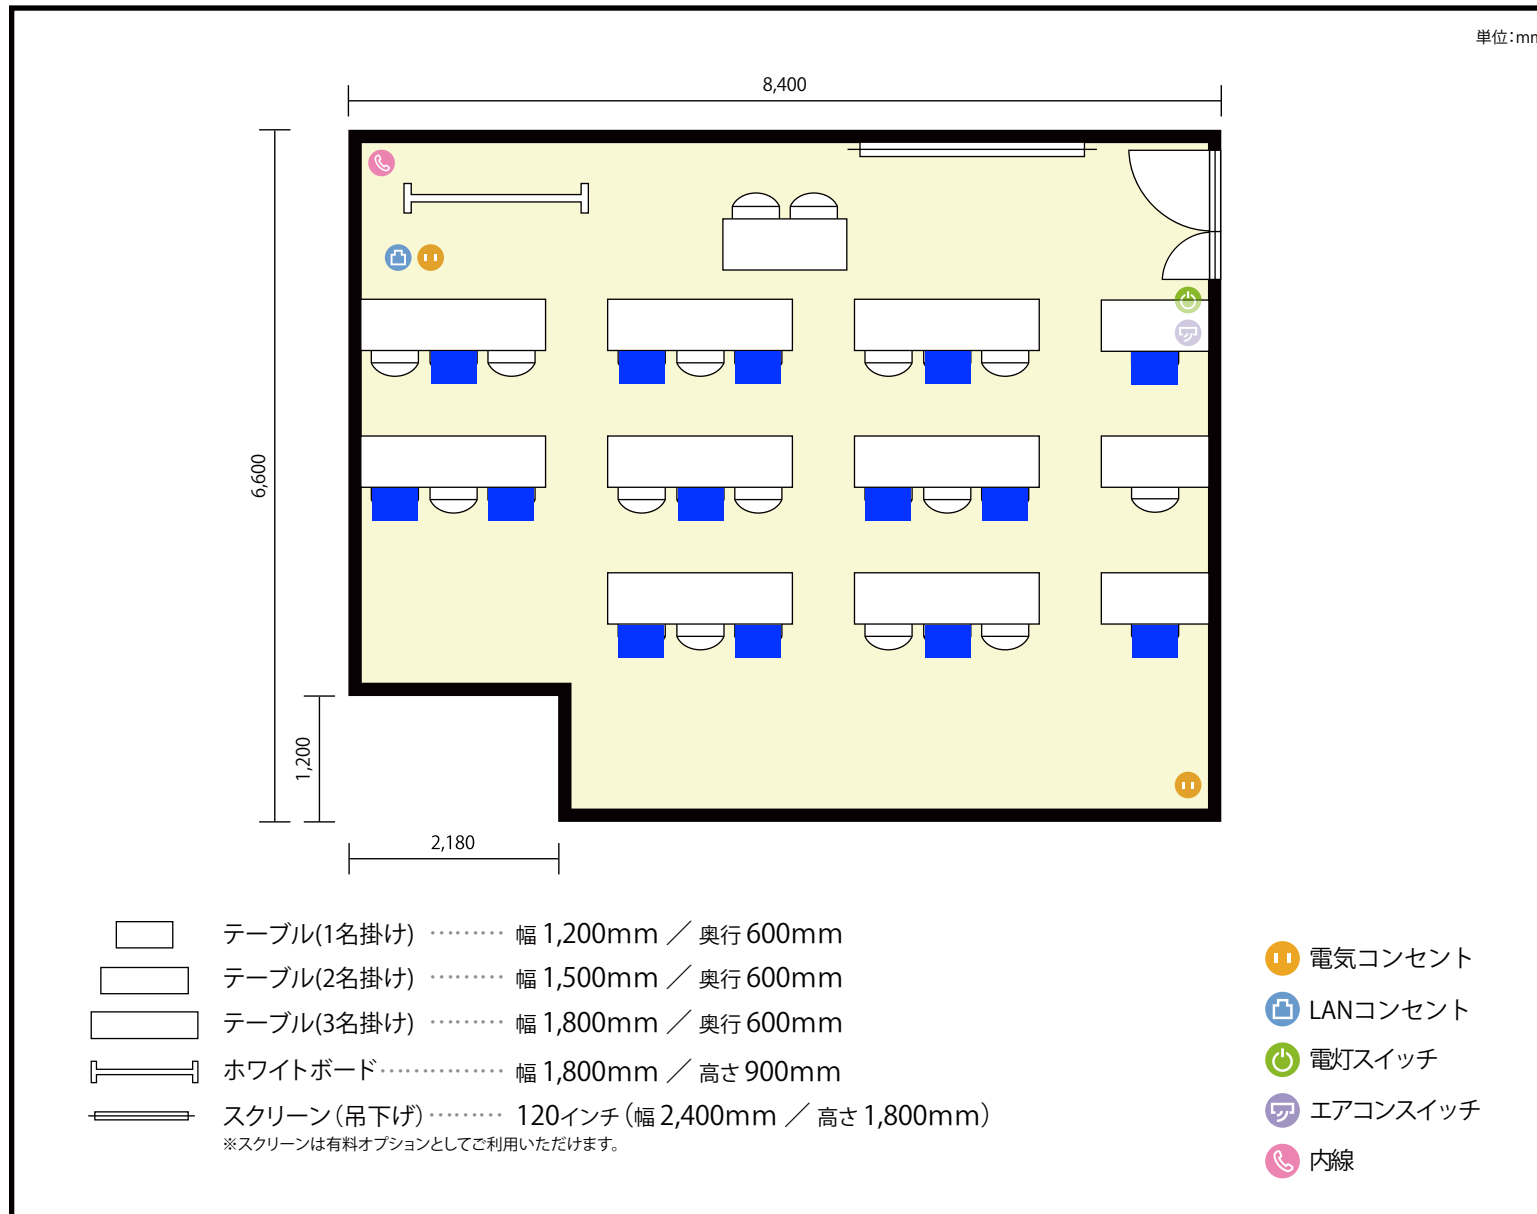 単位:mm
8,400
6,600
1,200
2,180
テーブル(1名掛け) ········· 幅 1,200mm ／ 奥行 600mm
テーブル(2名掛け) ········· 幅 1,500mm ／ 奥行 600mm
テーブル(3名掛け) ········· 幅 1,800mm ／ 奥行 600mm
ホワイトボード··············· 幅 1,800mm ／ 高さ 900mm
スクリーン（吊下げ）········· 120インチ（幅 2,400mm ／ 高さ 1,800mm）
※スクリーンは有料オプションとしてご利用いただけます。
電気コンセント
LANコンセント
電灯スイッチ
エアコンスイッチ
内線